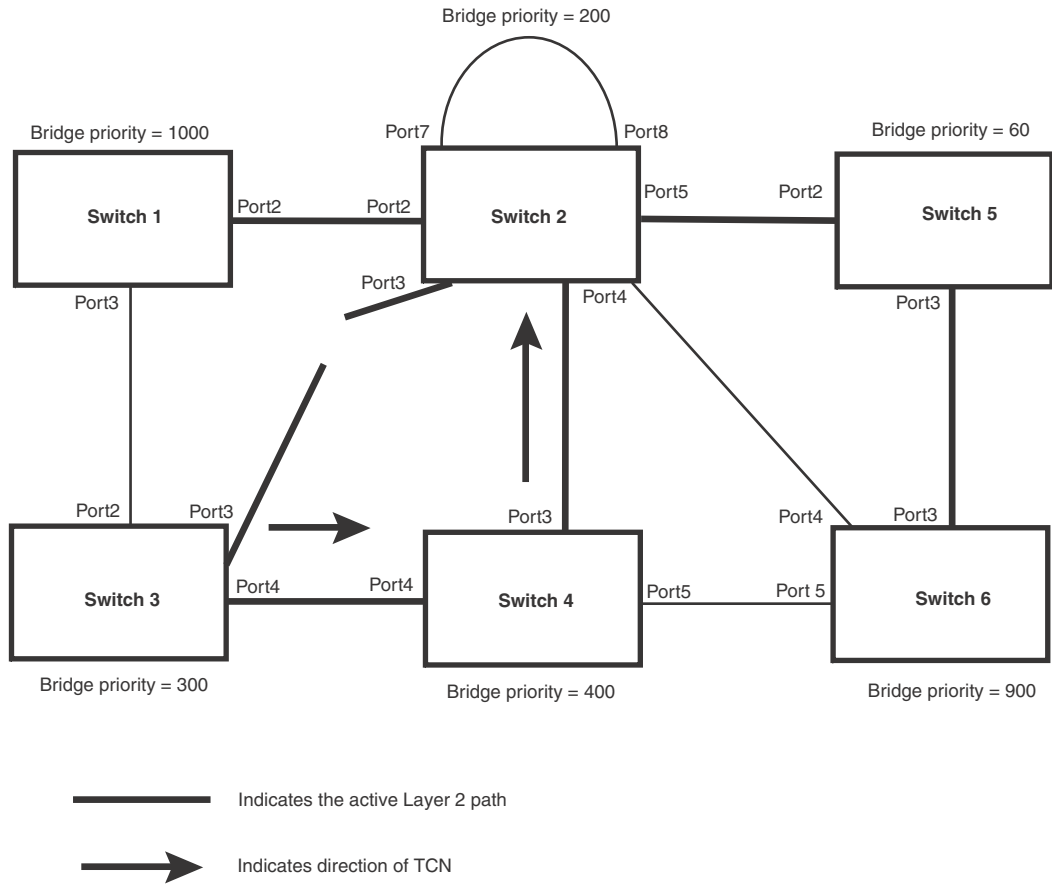 Bridge priority = 200
Bridge priority = 1000
Port7
Port8
Bridge priority = 60
Switch 1
Port2
Port2
Switch 2
Port5
Port2
Switch 5
Port3
Port3
Port4
Port3
Port2
Port3
Port3
Port4
Port3
Switch 3
Port4
Port4
Switch 4
Port5
Port 5
Switch 6
Bridge priority = 300
Bridge priority = 400
Bridge priority = 900
Indicates the active Layer 2 path
Indicates direction of TCN